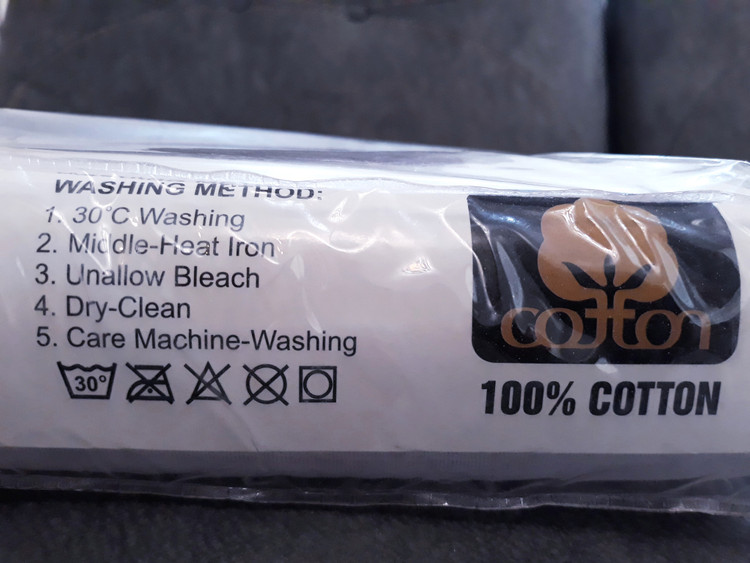 WASHING METHOD:
1. 30°C Washing
2. Middle-Heat Iron
3. Unallow Bleach
4. Dry-Clean
5. Care Machine-Washing
30°
cotton
100% COTTON